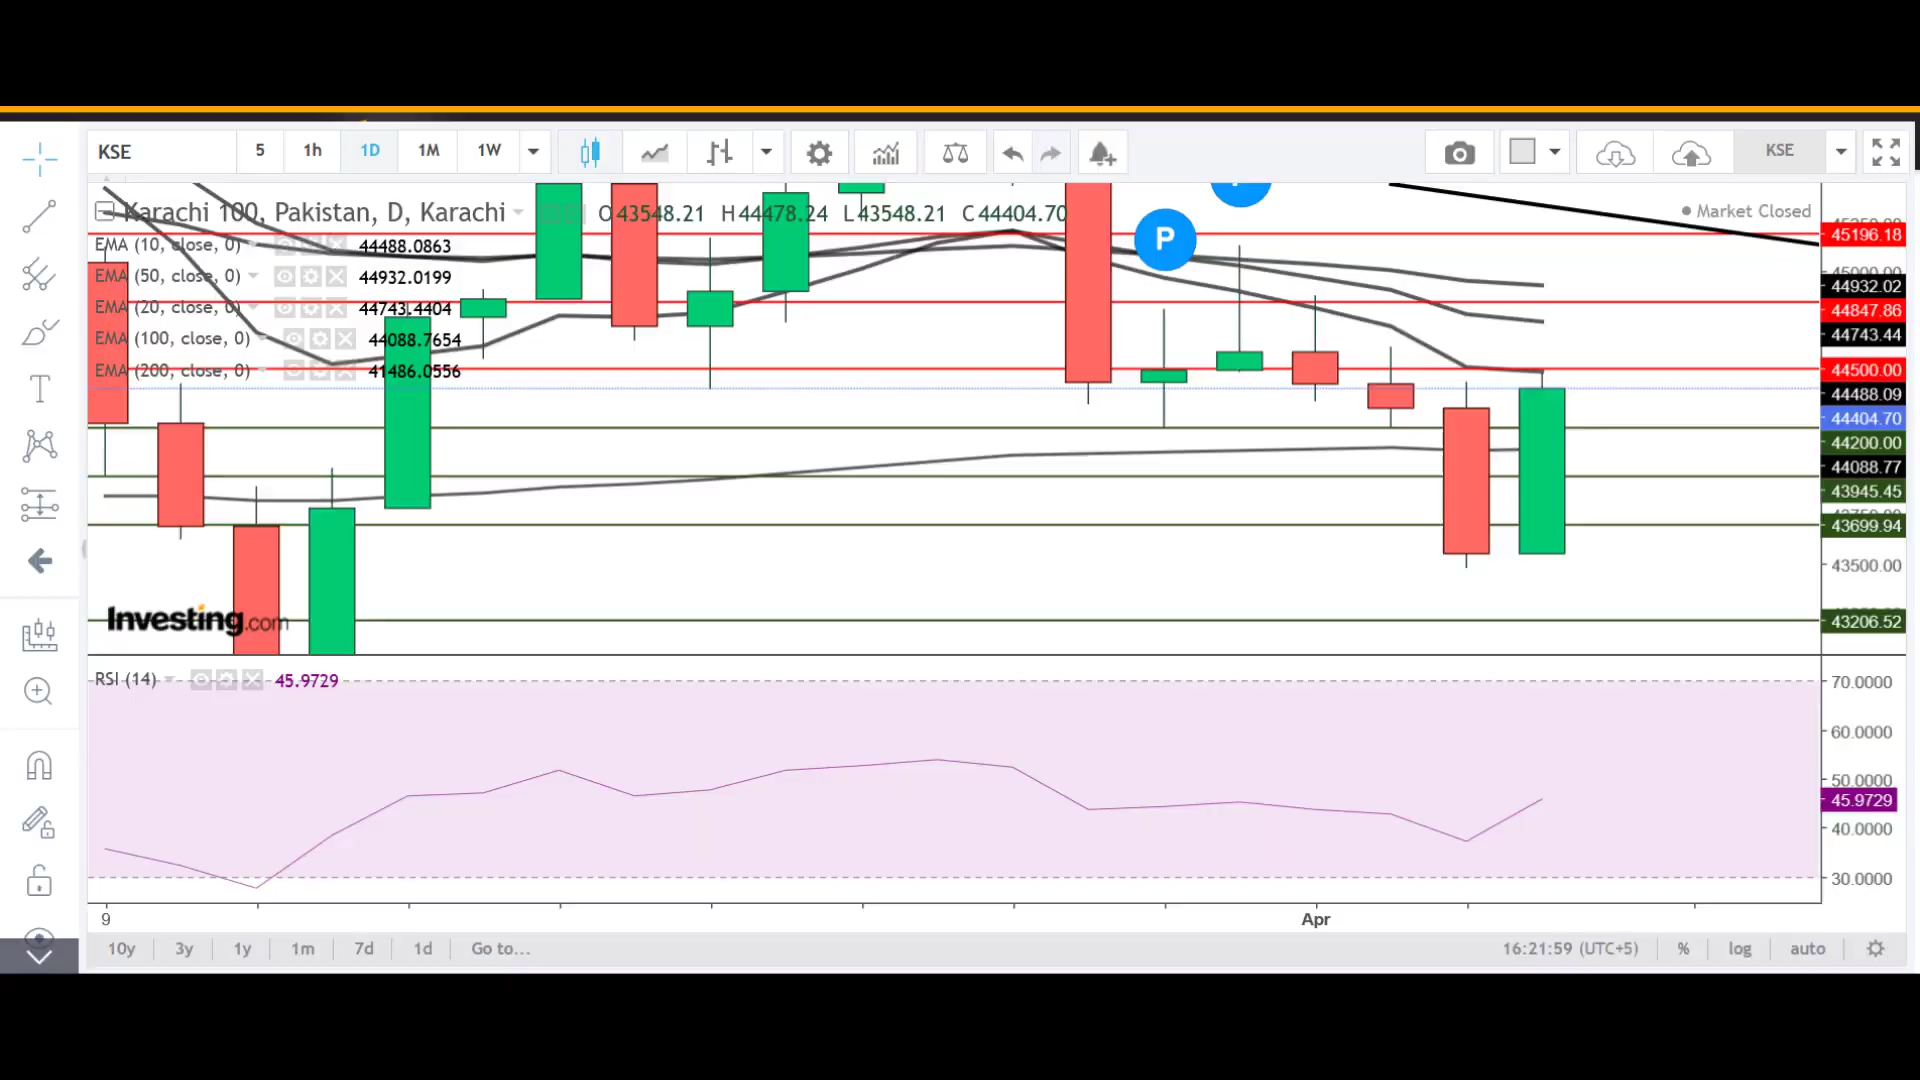 KSE 5 1h 1D 1M 1W KSE
Karachi 100, Pakistan, D, Karachi O 43548.21 H 44478.24 L 43548.21 C 44404.70
Market Closed
EMA (10, close, 0) 44488.0863
EMA (50, close, 0) 44932.0199
EMA (20, close, 0) 44743.4404
EMA (100, close, 0) 44088.7654
EMA (200, close, 0) 41486.0556
P
45196.18
45000.00
44932.02
44847.86
44743.44
44500.00
44488.09
44404.70
44200.00
44088.77
43945.45
43699.94
43500.00
43206.52
Investing.com
RSI (14) 45.9729
70.0000
60.0000
50.0000
45.9729
40.0000
30.0000
9 Apr
10y 3y 1y 1m 7d 1d Go to... 16:21:59 (UTC+5) % log auto